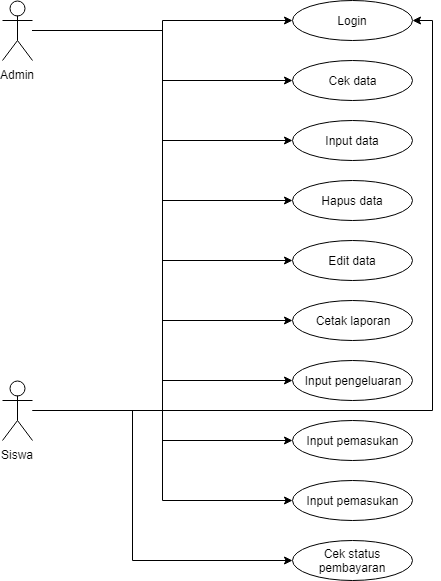 Login
Admin
Cek data
Input data
Hapus data
Edit data
Cetak laporan
Input pengeluaran
Siswa
Input pemasukan
Input pemasukan
Cek status
pembayaran